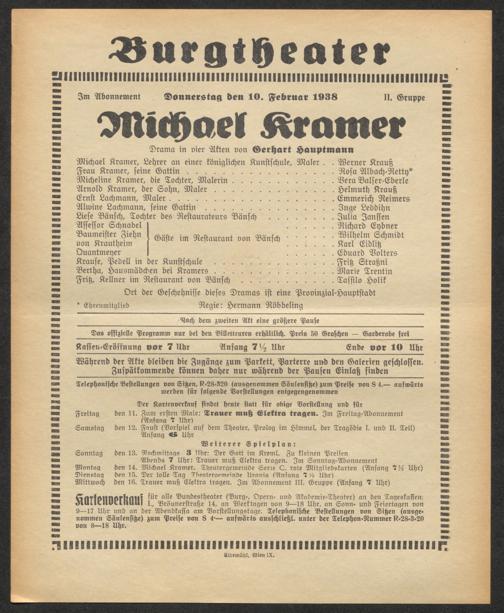 Burgtheater
Im Abonnement Donnerstag den 10. Februar 1938 II. Gruppe
Michael Kramer
Drama in vier Akten von Gerhart Hauptmann
Michael Kramer, Lehrer an einer königlichen Kunstschule, Maler . . Werner Krauß
Frau Kramer, seine Gattin . . . Rosa Albach-Retty*
Micheline Kramer, die Tochter, Malerin . . . Vera Balser-Eberle
Arnold Kramer, der Sohn, Maler . . . Helmuth Krauß
Ernst Lachmann, Maler . . . Emmerich Reimers
Alwine Lachmann, seine Gattin . . . Inge Leddihn
Liese Bänsch, Tochter des Restaurateurs Bänsch . . . Julia Janssen
Assessor Schnabel . . . Richard Eybner
Baumeister Ziehn Gäste im Restaurant von Bänsch . . . Wilhelm Schmidt
von Krautheim . . . Karl Eidlitz
Quantmeyer . . . Eduard Volters
Krause, Pedell in der Kunstschule . . . Fritz Straßni
Bertha, Hausmädchen bei Kramers . . . Marie Trentin
Fritz, Kellner im Restaurant von Bänsch . . . Tassilo Holik
Ort der Geschehnisse dieses Dramas ist eine Provinzial-Hauptstadt
* Ehrenmitglied Regie: Hermann Röbbeling
Nach dem zweiten Akt eine größere Pause
Das offizielle Programm nur bei den Billetteuren erhältlich. Preis 50 Groschen — Garderobe frei
Kassen-Eröffnung vor 7 Uhr Anfang 7½ Uhr Ende vor 10 Uhr
Während der Akte bleiben die Zugänge zum Parkett, Parterre und den Galerien geschlossen.
Zuspätkommende können daher nur während der Pausen Einlaß finden
Telephonische Bestellungen von Sitzen, R-28-320 (ausgenommen Säulensitze) zum Preise von S 4.— aufwärts
werden für folgende Vorstellungen entgegengenommen
Der Kartenverkauf findet heute statt für obige Vorstellung und für
Freitag den 11. Zum ersten Male: Trauer muß Elektra tragen. Im Freitag-Abonnement
(Anfang 7 Uhr)
Samstag den 12. Faust (Vorspiel auf dem Theater, Prolog im Himmel, der Tragödie I. und II. Teil)
Anfang 6 Uhr
Weiterer Spielplan:
Sonntag den 13. Nachmittags 3 Uhr: Der Gott im Kreml. Zu kleinen Preisen
Abends 7 Uhr: Trauer muß Elektra tragen. Im Sonntag-Abonnement
Montag den 14. Michael Kramer. Theatergemeinde Serie C, rote Mitgliedskarten (Anfang 7½ Uhr)
Dienstag den 15. Der tolle Tag. Theatergemeinde Urania (Anfang 7½ Uhr)
Mittwoch den 16. Trauer muß Elektra tragen. Im Abonnement III. Gruppe (Anfang 7 Uhr)
Kartenverkauf für alle Bundestheater (Burg-, Opern- und Akademie-Theater) an den Tageskassen:
I., Bräunerstraße 14, an Werktagen von 9—18 Uhr, an Sonn- und Feiertagen von
9—17 Uhr und an der Abendkassa am Vorstellungstage. Telephonische Bestellungen von Sitzen (ausge-
nommen Säulensitze) zum Preise von S 4.— aufwärts anschließl. unter der Telephon-Nummer R-28-3-20
von 8—18 Uhr.
Elbemühl, Wien IX.